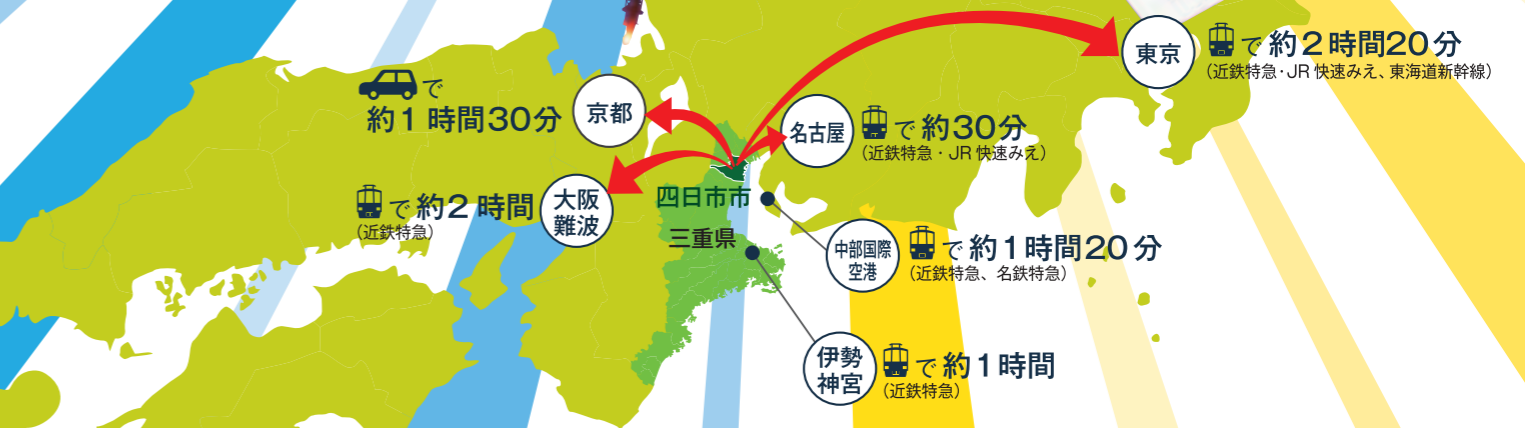 東京
で 約2時間20分
（近鉄特急・JR 快速みえ、東海道新幹線）
で
約1時間30分
京都
名古屋
で 約30分
（近鉄特急・JR 快速みえ）
で 約2時間
（近鉄特急）
大阪
難波
四日市市
三重県
中部国際
空港
で 約1時間20分
（近鉄特急、名鉄特急）
伊勢
神宮
で 約1時間
（近鉄特急）